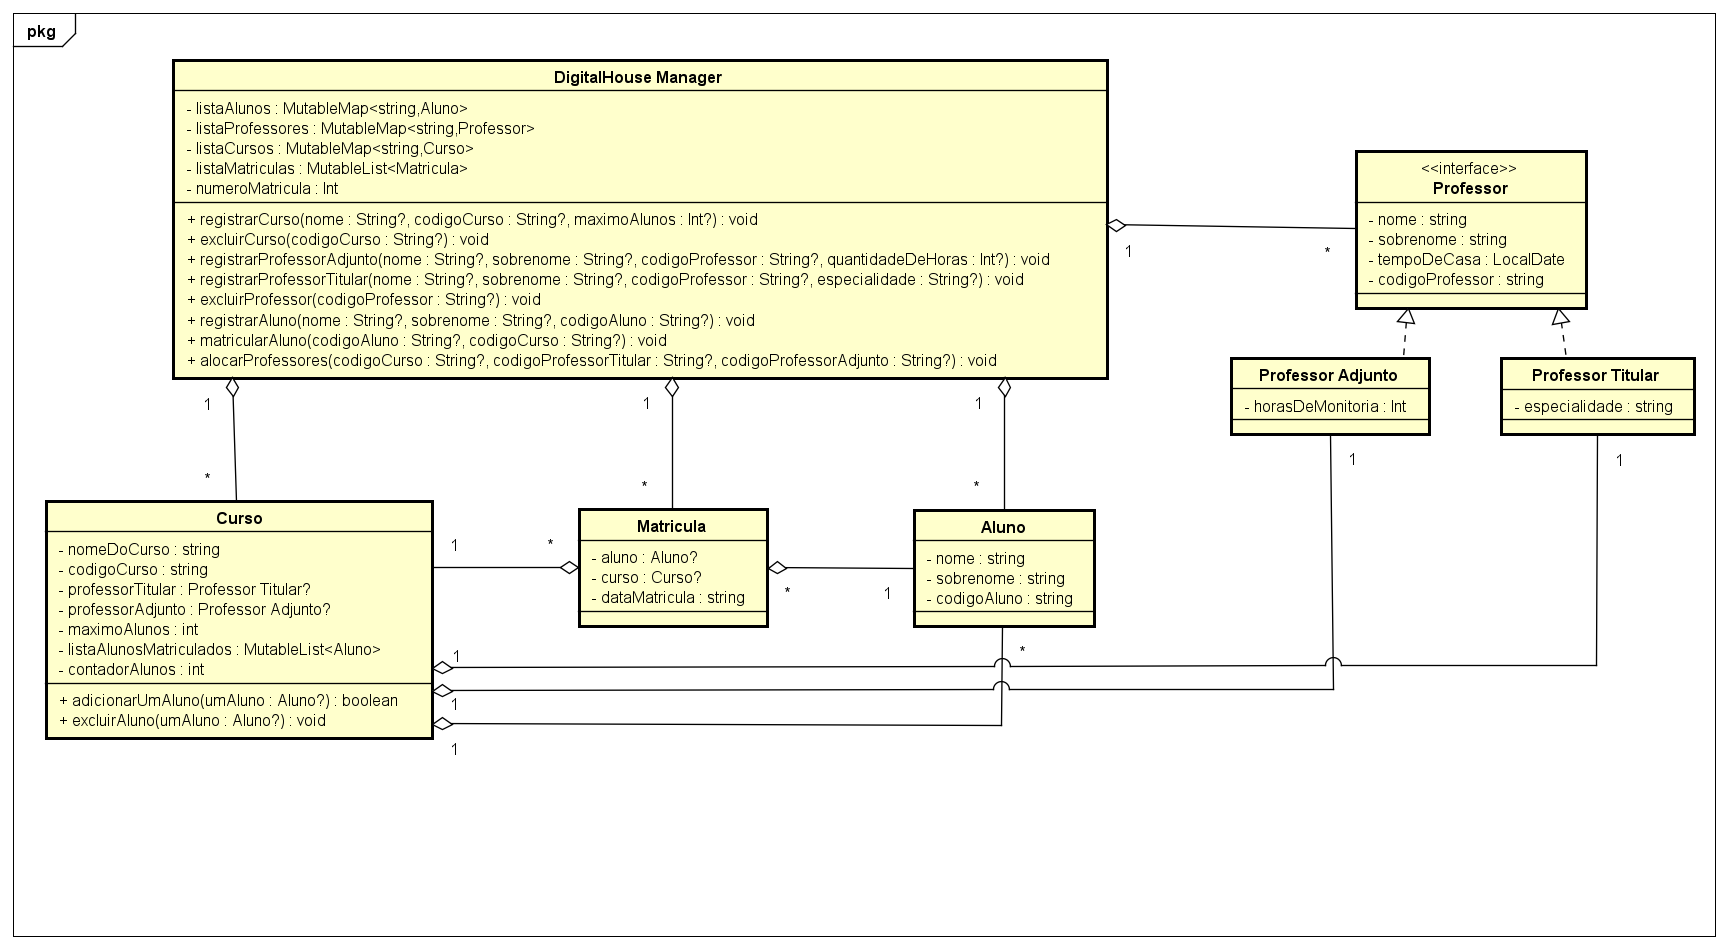 pkg
DigitalHouse Manager
- listaAlunos : MutableMap<string,Aluno>
- listaProfessores : MutableMap<string,Professor>
- listaCursos : MutableMap<string,Curso>
- listaMatriculas : MutableList<Matricula>
- numeroMatricula : Int
+ registrarCurso(nome : String?, codigoCurso : String?, maximoAlunos : Int?) : void
+ excluirCurso(codigoCurso : String?) : void
+ registrarProfessorAdjunto(nome : String?, sobrenome : String?, codigoProfessor : String?, quantidadeDeHoras : Int?) : void
+ registrarProfessorTitular(nome : String?, sobrenome : String?, codigoProfessor : String?, especialidade : String?) : void
+ excluirProfessor(codigoProfessor : String?) : void
+ registrarAluno(nome : String?, sobrenome : String?, codigoAluno : String?) : void
+ matricularAluno(codigoAluno : String?, codigoCurso : String?) : void
+ alocarProfessores(codigoCurso : String?, codigoProfessorTitular : String?, codigoProfessorAdjunto : String?) : void
<<interface>>
Professor
- nome : string
- sobrenome : string
- tempoDeCasa : LocalDate
- codigoProfessor : string
1
*
Professor Adjunto
- horasDeMonitoria : Int
1
Professor Titular
- especialidade : string
1
1
*
1
*
1
*
Curso
- nomeDoCurso : string
- codigoCurso : string
- professorTitular : Professor Titular?
- professorAdjunto : Professor Adjunto?
- maximoAlunos : int
- listaAlunosMatriculados : MutableList<Aluno>
- contadorAlunos : int
+ adicionarUmAluno(umAluno : Aluno?) : boolean
+ excluirAluno(umAluno : Aluno?) : void
1
*
Matricula
- aluno : Aluno?
- curso : Curso?
- dataMatricula : string
*
1
Aluno
- nome : string
- sobrenome : string
- codigoAluno : string
*
1
1
1